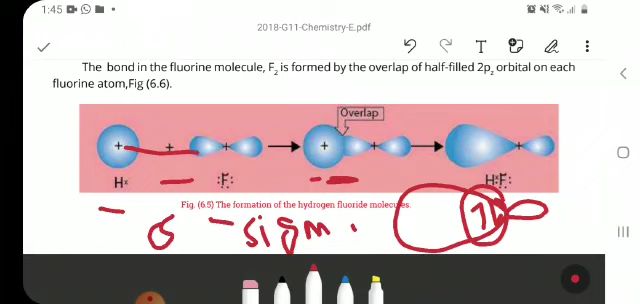 1:45
2018-G11-Chemistry-E.pdf
T
The bond in the fluorine molecule, F₂ is formed by the overlap of half-filled 2p_z orbital on each
fluorine atom,Fig (6.6).
Overlap
+ + + + + +
H× :F: H:F:
Fig. (6.5) The formation of the hydrogen fluoride molecules.
σ - sigm.